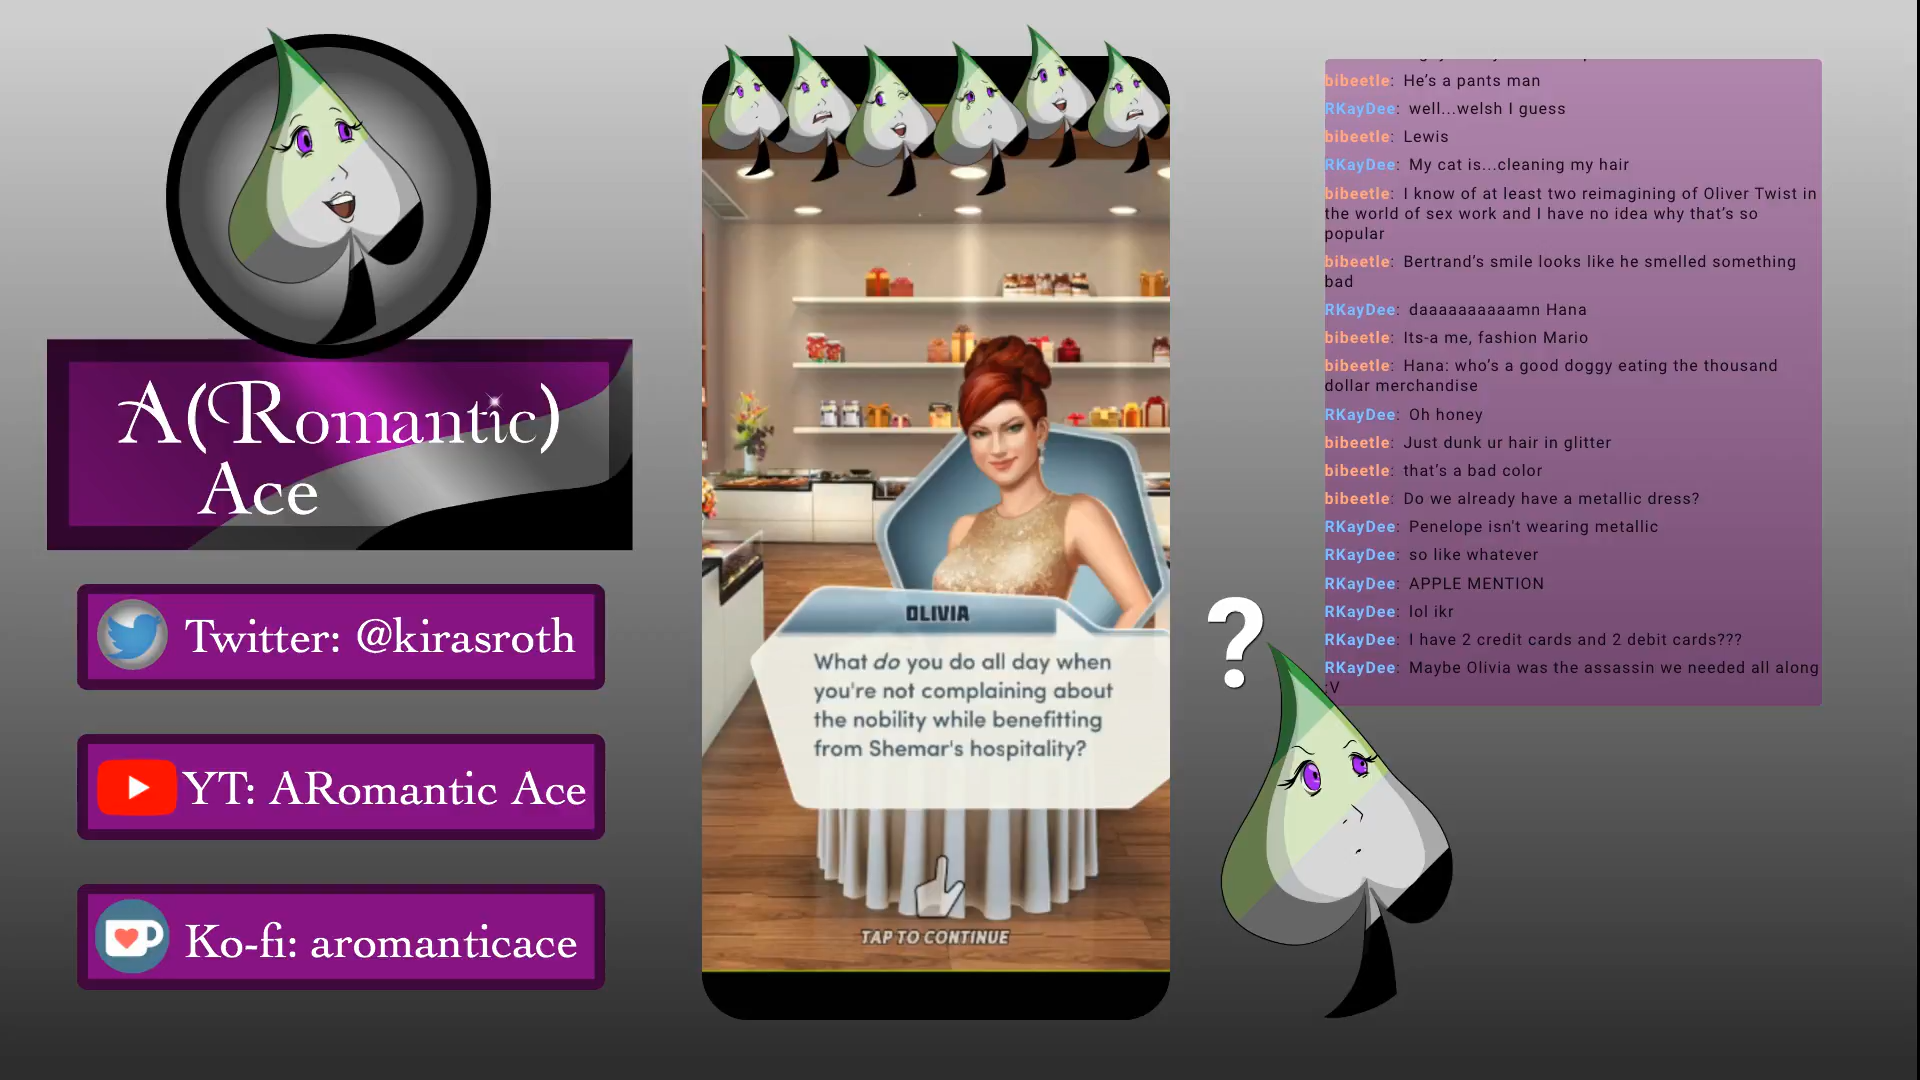 A(Romantic)
Ace
Twitter: @kirasroth
YT: ARomantic Ace
Ko-fi: aromanticace
OLIVIA
What do you do all day when
you're not complaining about
the nobility while benefitting
from Shemar's hospitality?
TAP TO CONTINUE
?
bibeetle: He's a pants man
RKayDee: well...welsh I guess
bibeetle: Lewis
RKayDee: My cat is...cleaning my hair
bibeetle: I know of at least two reimagining of Oliver Twist in
the world of sex work and I have no idea why that's so
popular
bibeetle: Bertrand's smile looks like he smelled something
bad
RKayDee: daaaaaaaaaamn Hana
bibeetle: Its-a me, fashion Mario
bibeetle: Hana: who's a good doggy eating the thousand
dollar merchandise
RKayDee: Oh honey
bibeetle: Just dunk ur hair in glitter
bibeetle: that's a bad color
bibeetle: Do we already have a metallic dress?
RKayDee: Penelope isn't wearing metallic
RKayDee: so like whatever
RKayDee: APPLE MENTION
RKayDee: lol ikr
RKayDee: I have 2 credit cards and 2 debit cards???
RKayDee: Maybe Olivia was the assassin we needed all along
;V